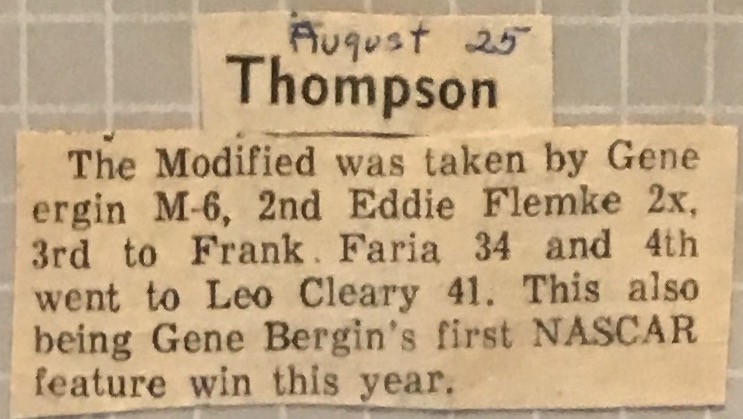 August 25
Thompson
The Modified was taken by Gene
ergin M-6, 2nd Eddie Flemke 2x,
3rd to Frank Faria 34 and 4th
went to Leo Cleary 41. This also
being Gene Bergin's first NASCAR
feature win this year.